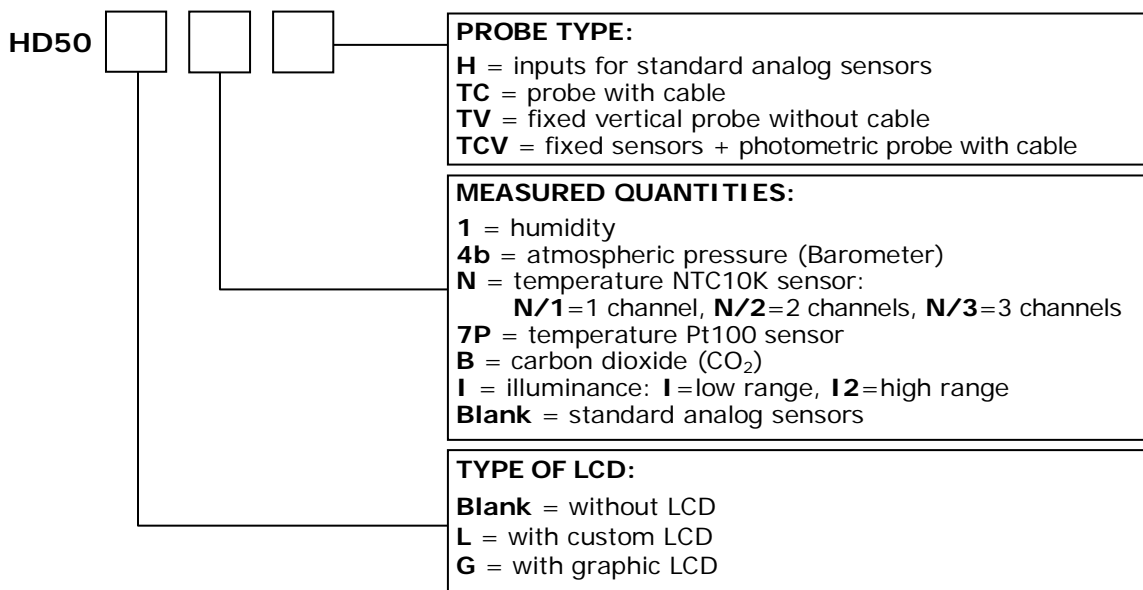 HD50
PROBE TYPE:
H = inputs for standard analog sensors
TC = probe with cable
TV = fixed vertical probe without cable
TCV = fixed sensors + photometric probe with cable
MEASURED QUANTITIES:
1 = humidity
4b = atmospheric pressure (Barometer)
N = temperature NTC10K sensor:
N/1=1 channel, N/2=2 channels, N/3=3 channels
7P = temperature Pt100 sensor
B = carbon dioxide (CO₂)
I = illuminance: I=low range, I2=high range
Blank = standard analog sensors
TYPE OF LCD:
Blank = without LCD
L = with custom LCD
G = with graphic LCD